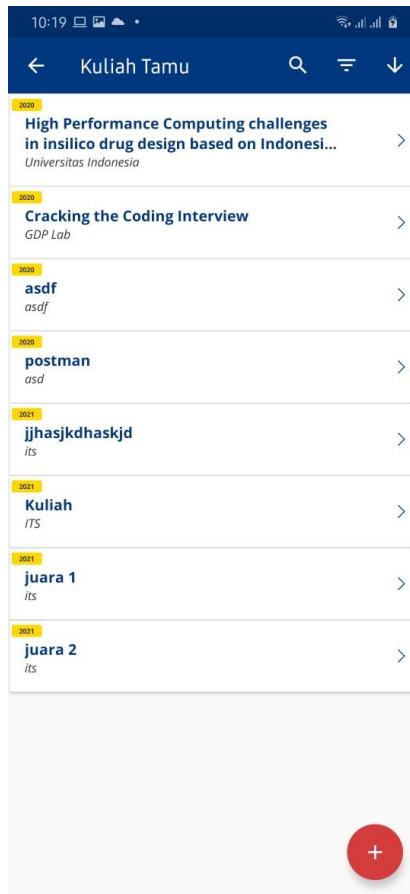 10:19
Kuliah Tamu
2020
High Performance Computing challenges
in insilico drug design based on Indonesi...
Universitas Indonesia
2020
Cracking the Coding Interview
GDP Lab
2020
asdf
asdf
2020
postman
asd
2021
jjhasjkdhaskjd
its
2021
Kuliah
ITS
2021
juara 1
its
2021
juara 2
its